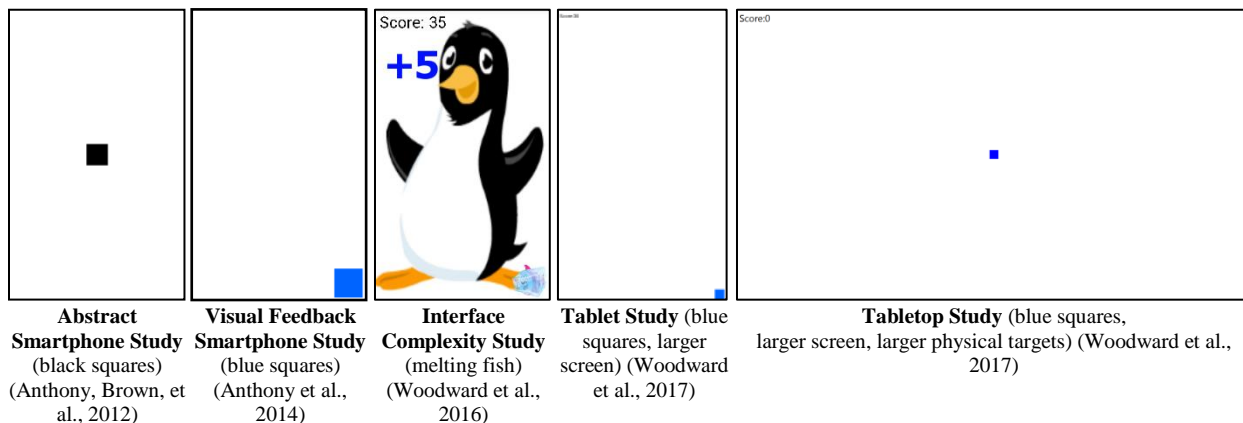 Score: 35
+5
Score:0
Abstract
Smartphone Study
(black squares)
(Anthony, Brown, et
al., 2012)
Visual Feedback
Smartphone Study
(blue squares)
(Anthony et al.,
2014)
Interface
Complexity Study
(melting fish)
(Woodward et al.,
2016)
Tablet Study (blue
squares, larger
screen) (Woodward
et al., 2017)
Tabletop Study (blue squares,
larger screen, larger physical targets) (Woodward et al.,
2017)